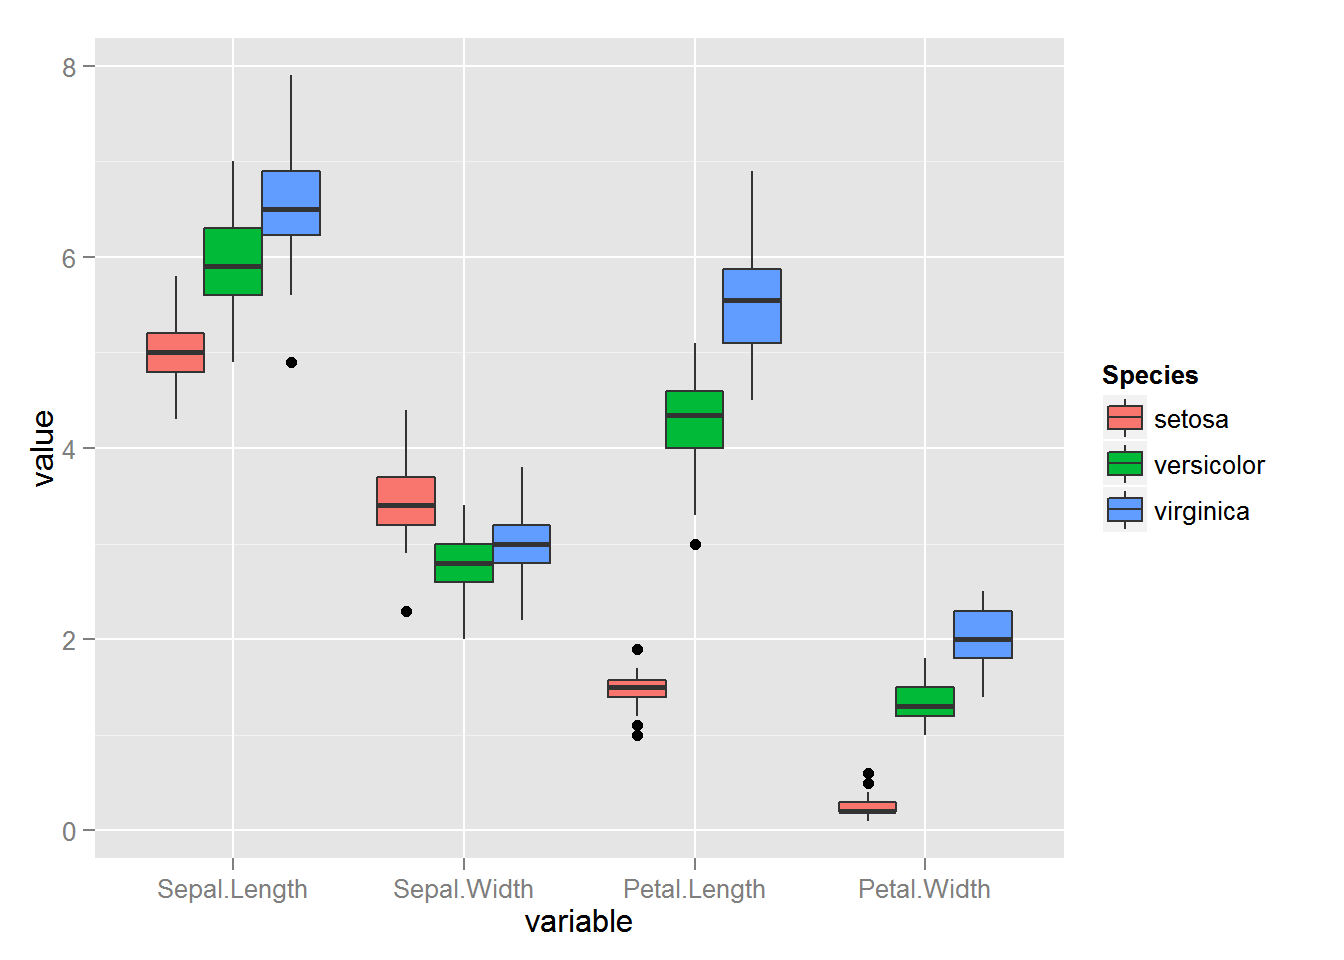 8
6
4
2
0
value
Sepal.Length Sepal.Width Petal.Length Petal.Width
variable
Species
setosa
versicolor
virginica